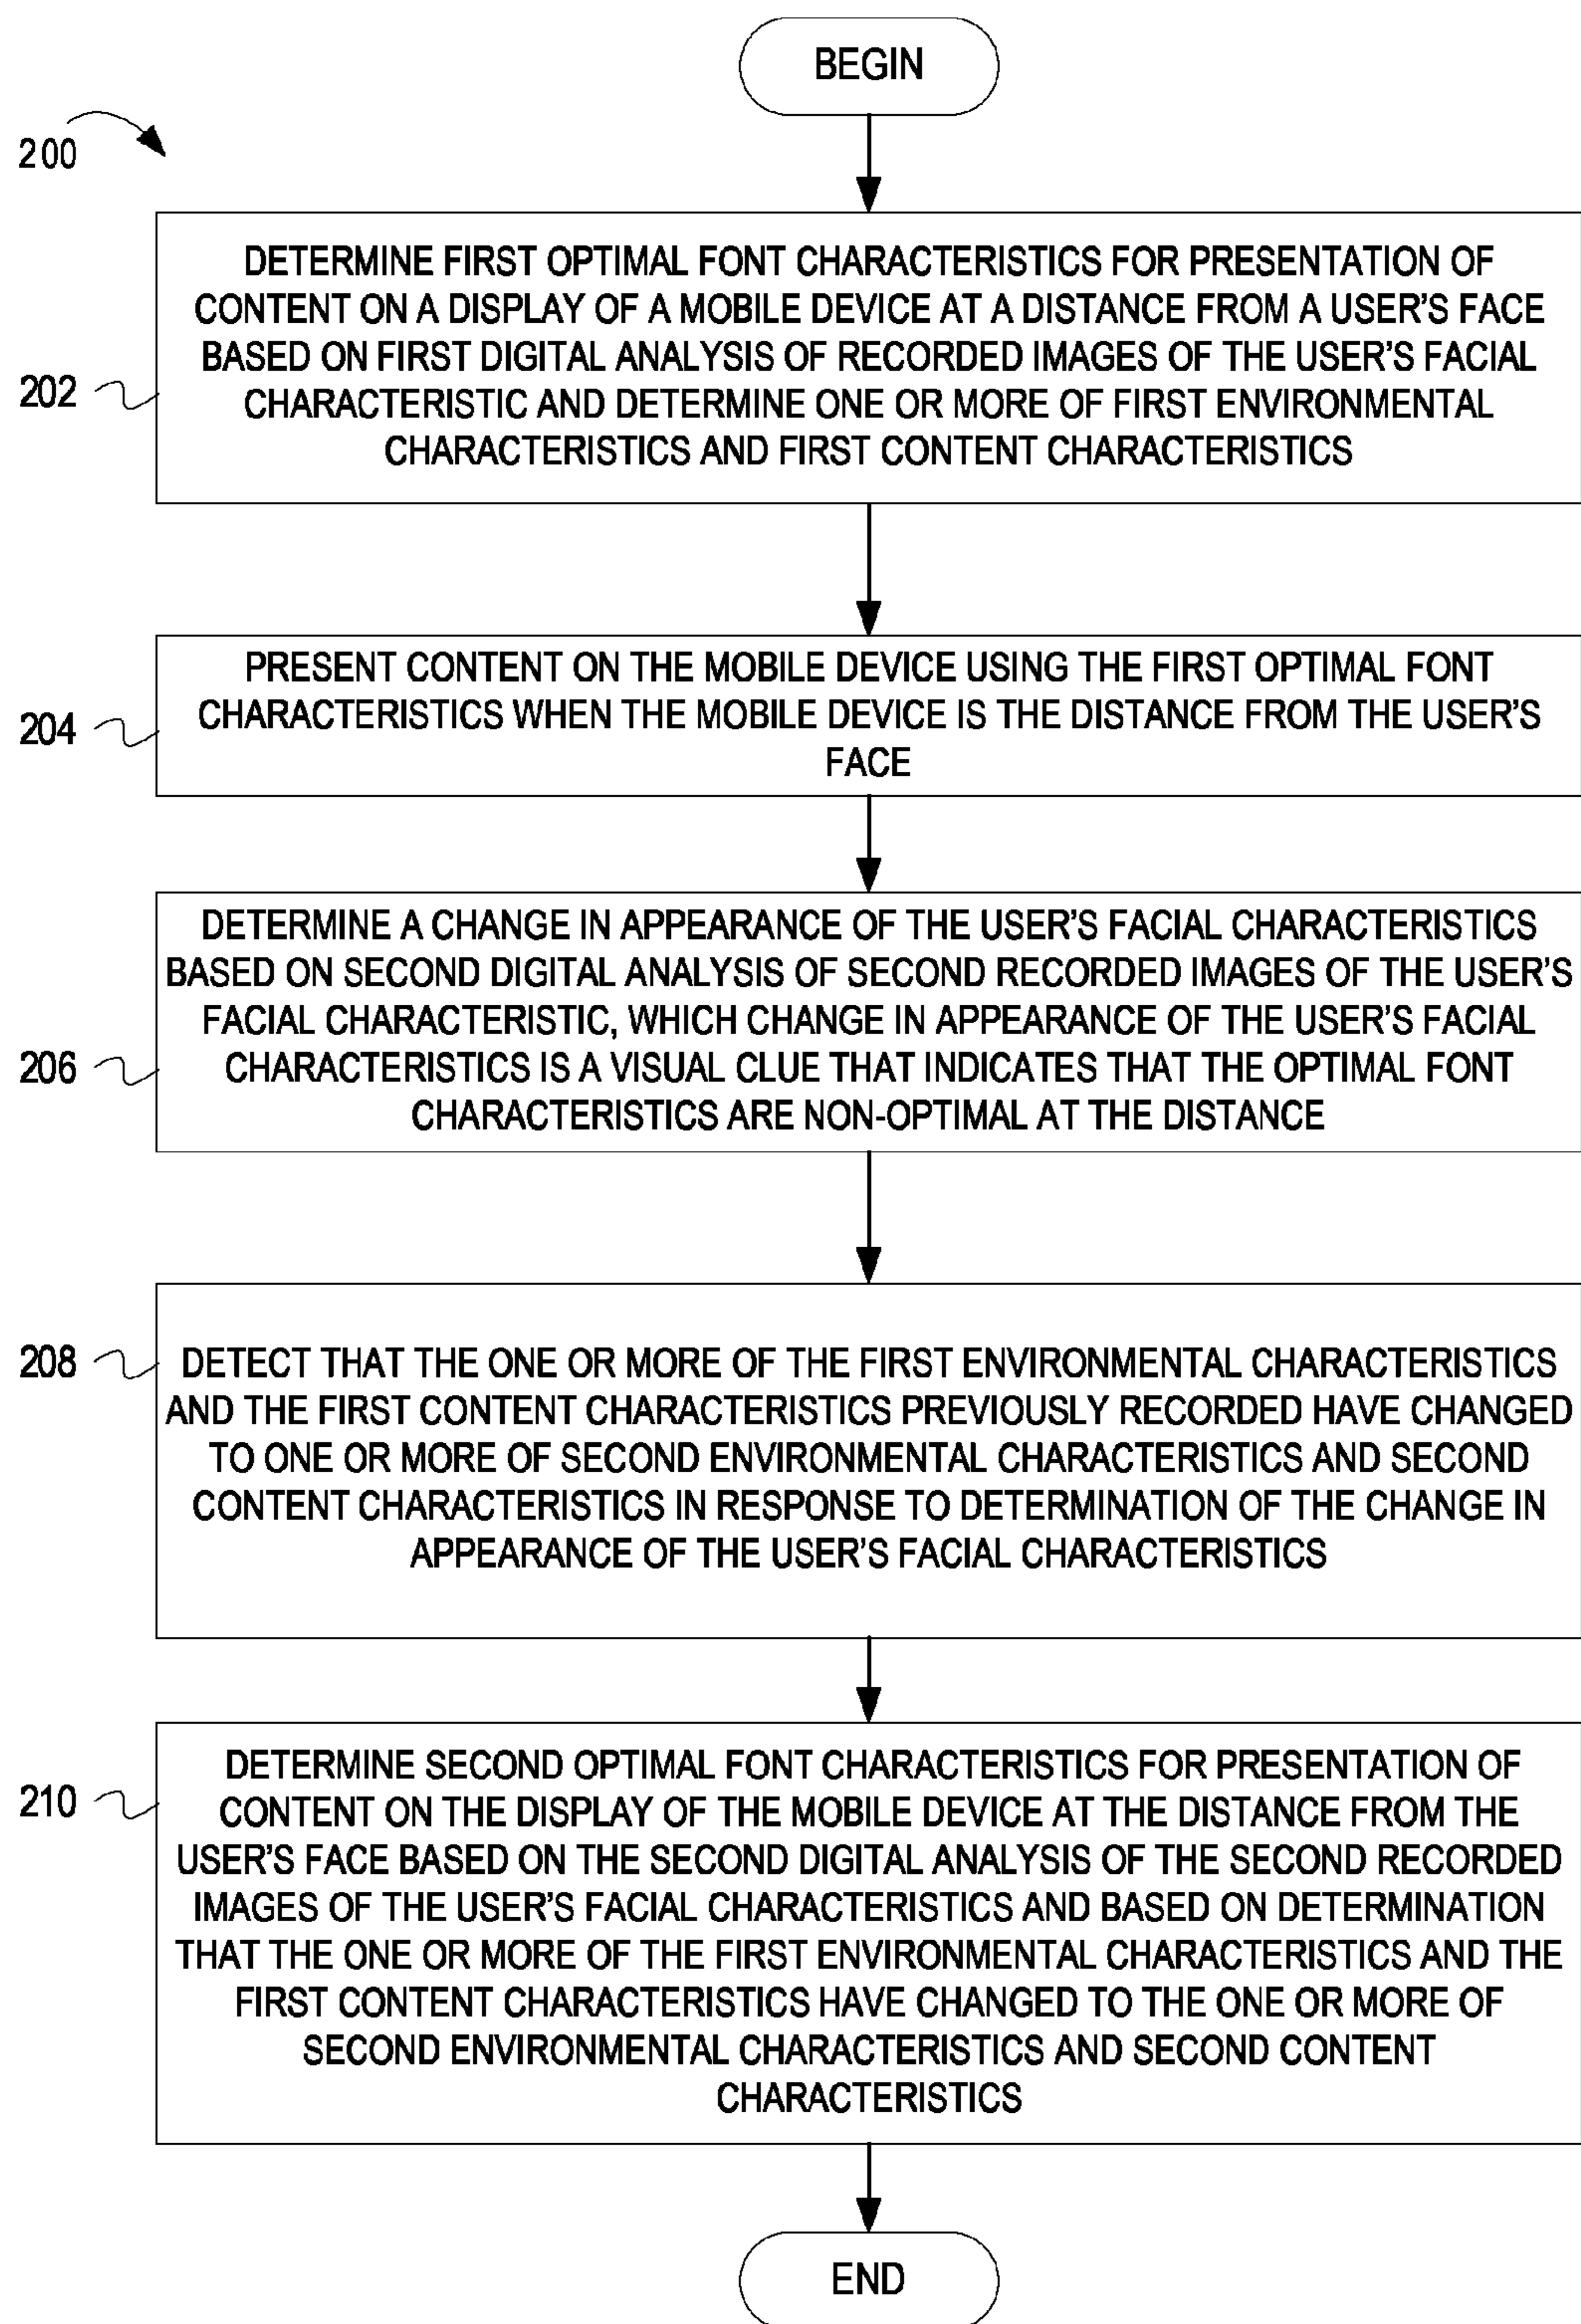 BEGIN
200
DETERMINE FIRST OPTIMAL FONT CHARACTERISTICS FOR PRESENTATION OF
CONTENT ON A DISPLAY OF A MOBILE DEVICE AT A DISTANCE FROM A USER'S FACE
BASED ON FIRST DIGITAL ANALYSIS OF RECORDED IMAGES OF THE USER'S FACIAL
CHARACTERISTIC AND DETERMINE ONE OR MORE OF FIRST ENVIRONMENTAL
CHARACTERISTICS AND FIRST CONTENT CHARACTERISTICS
202
PRESENT CONTENT ON THE MOBILE DEVICE USING THE FIRST OPTIMAL FONT
CHARACTERISTICS WHEN THE MOBILE DEVICE IS THE DISTANCE FROM THE USER'S
FACE
204
DETERMINE A CHANGE IN APPEARANCE OF THE USER'S FACIAL CHARACTERISTICS
BASED ON SECOND DIGITAL ANALYSIS OF SECOND RECORDED IMAGES OF THE USER'S
FACIAL CHARACTERISTIC, WHICH CHANGE IN APPEARANCE OF THE USER'S FACIAL
CHARACTERISTICS IS A VISUAL CLUE THAT INDICATES THAT THE OPTIMAL FONT
CHARACTERISTICS ARE NON-OPTIMAL AT THE DISTANCE
206
DETECT THAT THE ONE OR MORE OF THE FIRST ENVIRONMENTAL CHARACTERISTICS
AND THE FIRST CONTENT CHARACTERISTICS PREVIOUSLY RECORDED HAVE CHANGED
TO ONE OR MORE OF SECOND ENVIRONMENTAL CHARACTERISTICS AND SECOND
CONTENT CHARACTERISTICS IN RESPONSE TO DETERMINATION OF THE CHANGE IN
APPEARANCE OF THE USER'S FACIAL CHARACTERISTICS
208
DETERMINE SECOND OPTIMAL FONT CHARACTERISTICS FOR PRESENTATION OF
CONTENT ON THE DISPLAY OF THE MOBILE DEVICE AT THE DISTANCE FROM THE
USER'S FACE BASED ON THE SECOND DIGITAL ANALYSIS OF THE SECOND RECORDED
IMAGES OF THE USER'S FACIAL CHARACTERISTICS AND BASED ON DETERMINATION
THAT THE ONE OR MORE OF THE FIRST ENVIRONMENTAL CHARACTERISTICS AND THE
FIRST CONTENT CHARACTERISTICS HAVE CHANGED TO THE ONE OR MORE OF
SECOND ENVIRONMENTAL CHARACTERISTICS AND SECOND CONTENT
CHARACTERISTICS
210
END